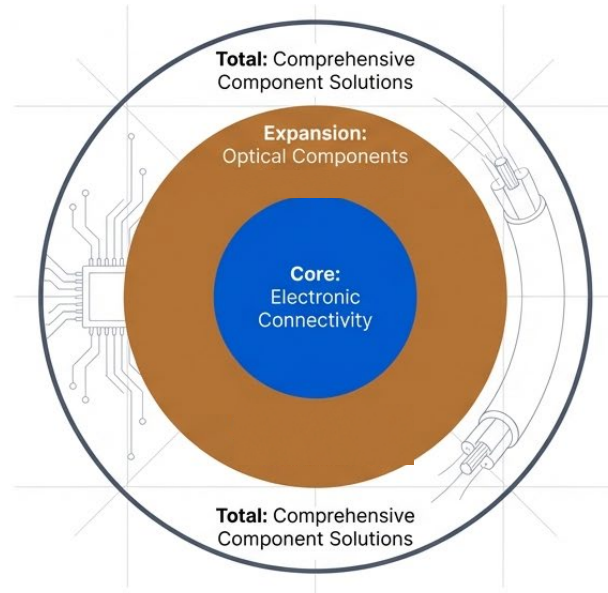 Total: Comprehensive
Component Solutions
Expansion:
Optical Components
Core:
Electronic
Connectivity
Total: Comprehensive
Component Solutions